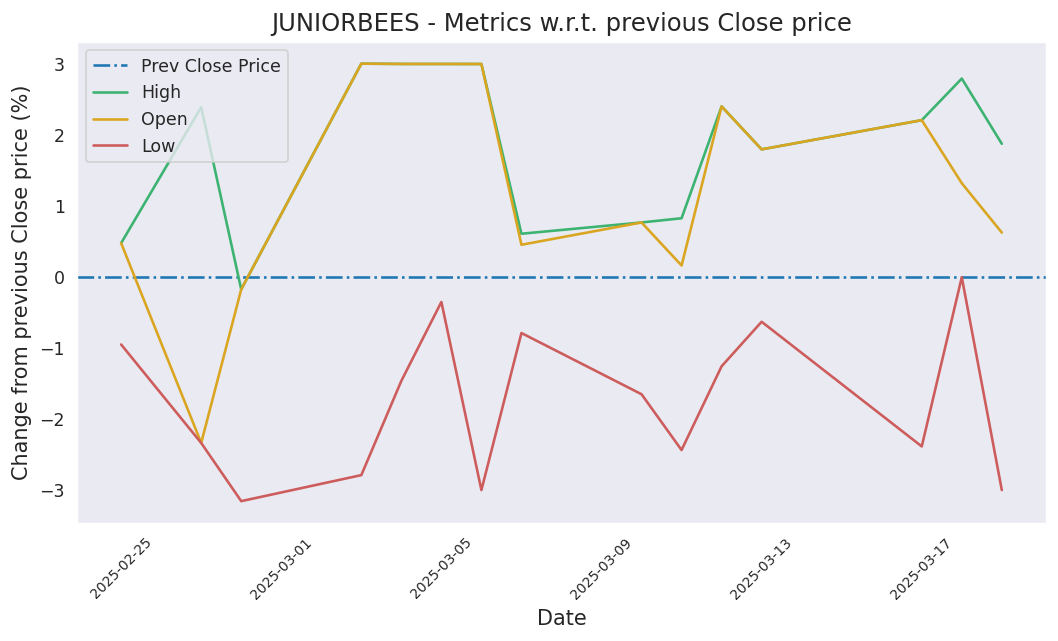 JUNIORBEES - Metrics w.r.t. previous Close price
Prev Close Price
High
Open
Low
Change from previous Close price (%)
3
2
1
0
−1
−2
−3
2025-02-25
2025-03-01
2025-03-05
2025-03-09
2025-03-13
2025-03-17
Date